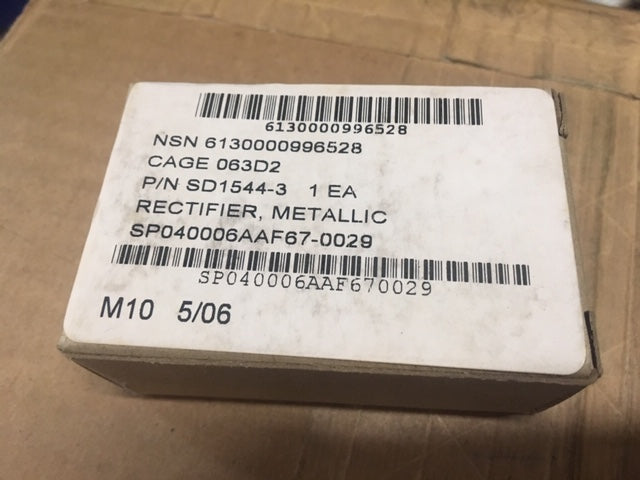 6130000996528
NSN 6130000996528
CAGE 063D2
P/N SD1544-3 1 EA
RECTIFIER, METALLIC
SP040006AAF67-0029
SP040006AAF670029
M10 5/06